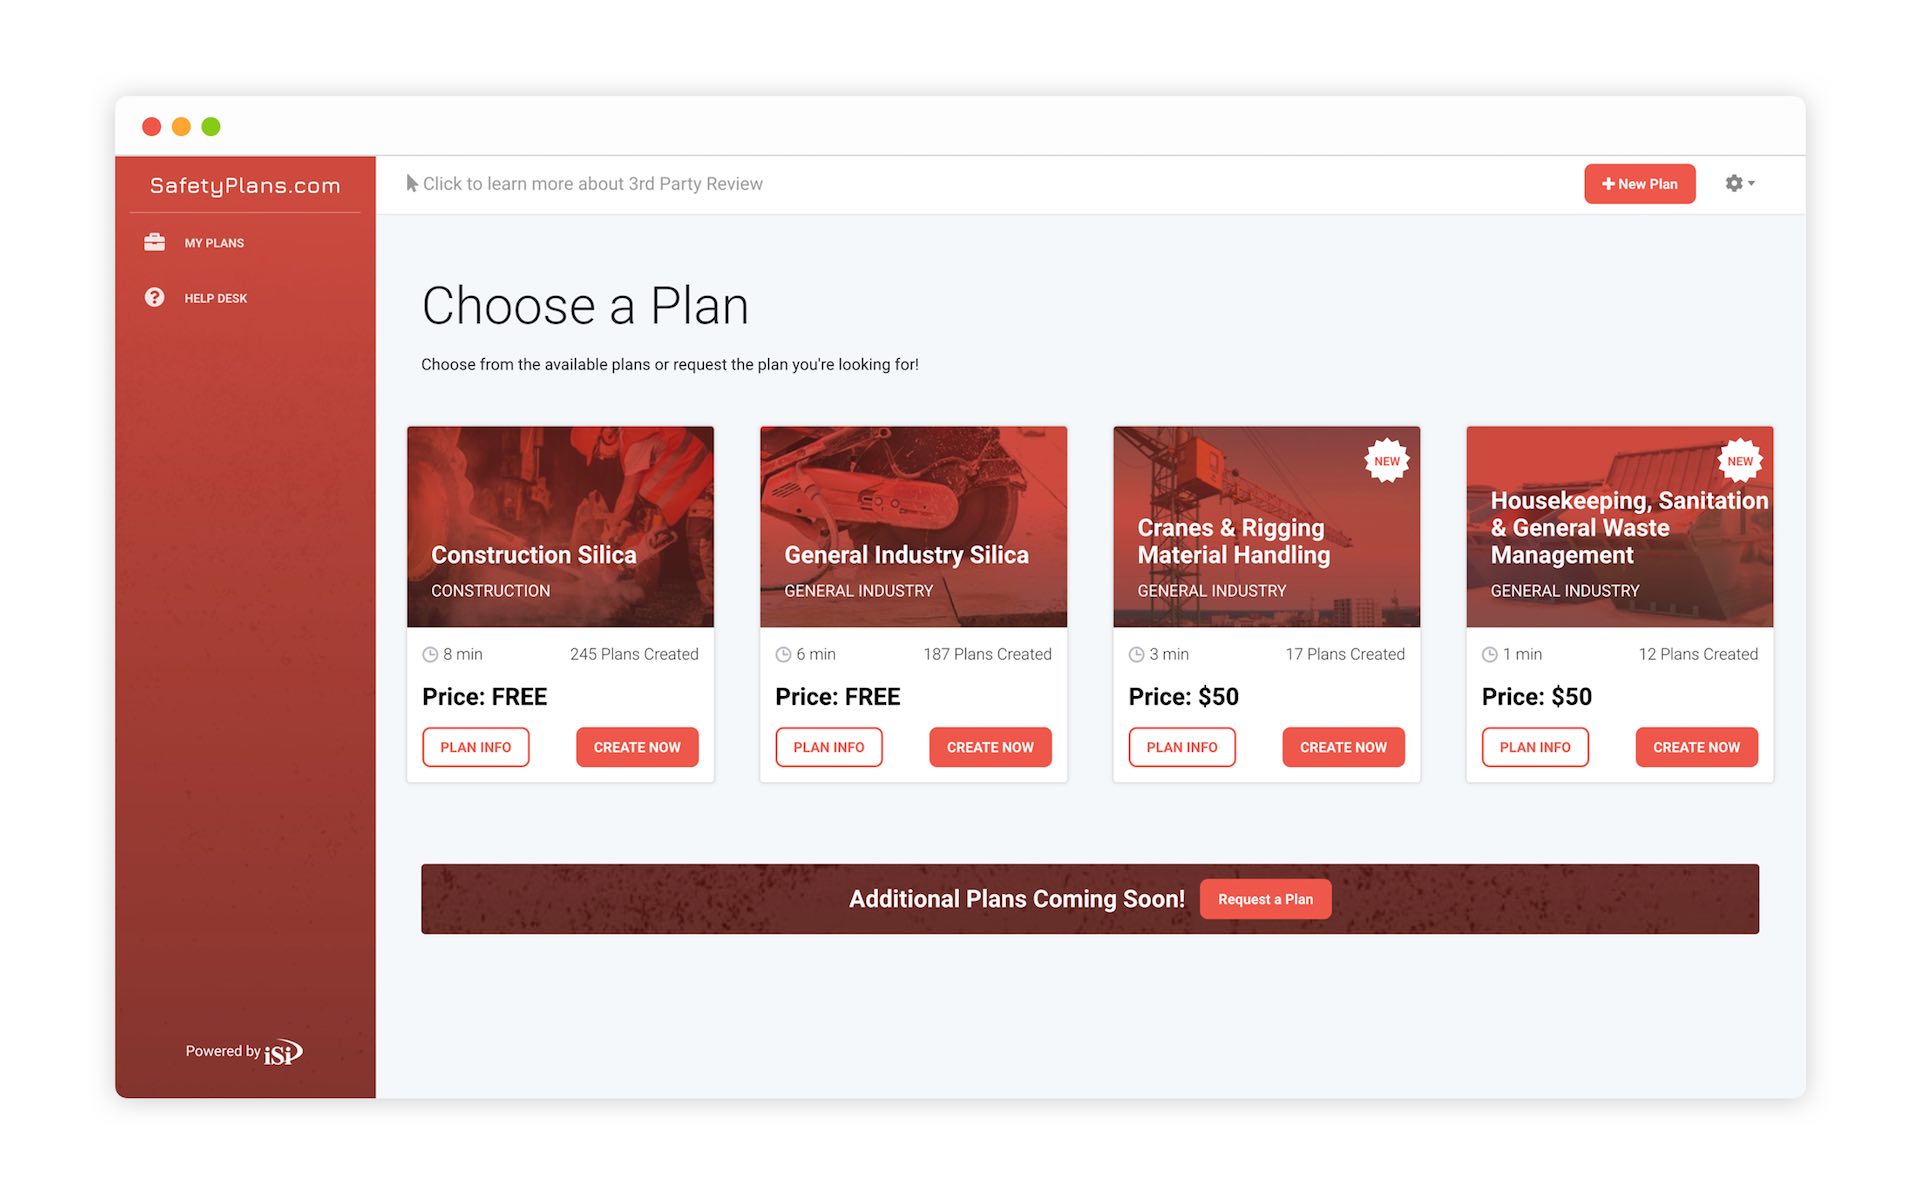 SafetyPlans.com
MY PLANS
HELP DESK
Powered by iSi
Click to learn more about 3rd Party Review
New Plan
Choose a Plan
Choose from the available plans or request the plan you're looking for!
Construction Silica
CONSTRUCTION
8 min
245 Plans Created
Price: FREE
PLAN INFO
CREATE NOW
General Industry Silica
GENERAL INDUSTRY
6 min
187 Plans Created
Price: FREE
PLAN INFO
CREATE NOW
NEW
Cranes & Rigging
Material Handling
GENERAL INDUSTRY
3 min
17 Plans Created
Price: $50
PLAN INFO
CREATE NOW
NEW
Housekeeping, Sanitation
& General Waste
Management
GENERAL INDUSTRY
1 min
12 Plans Created
Price: $50
PLAN INFO
CREATE NOW
Additional Plans Coming Soon!
Request a Plan